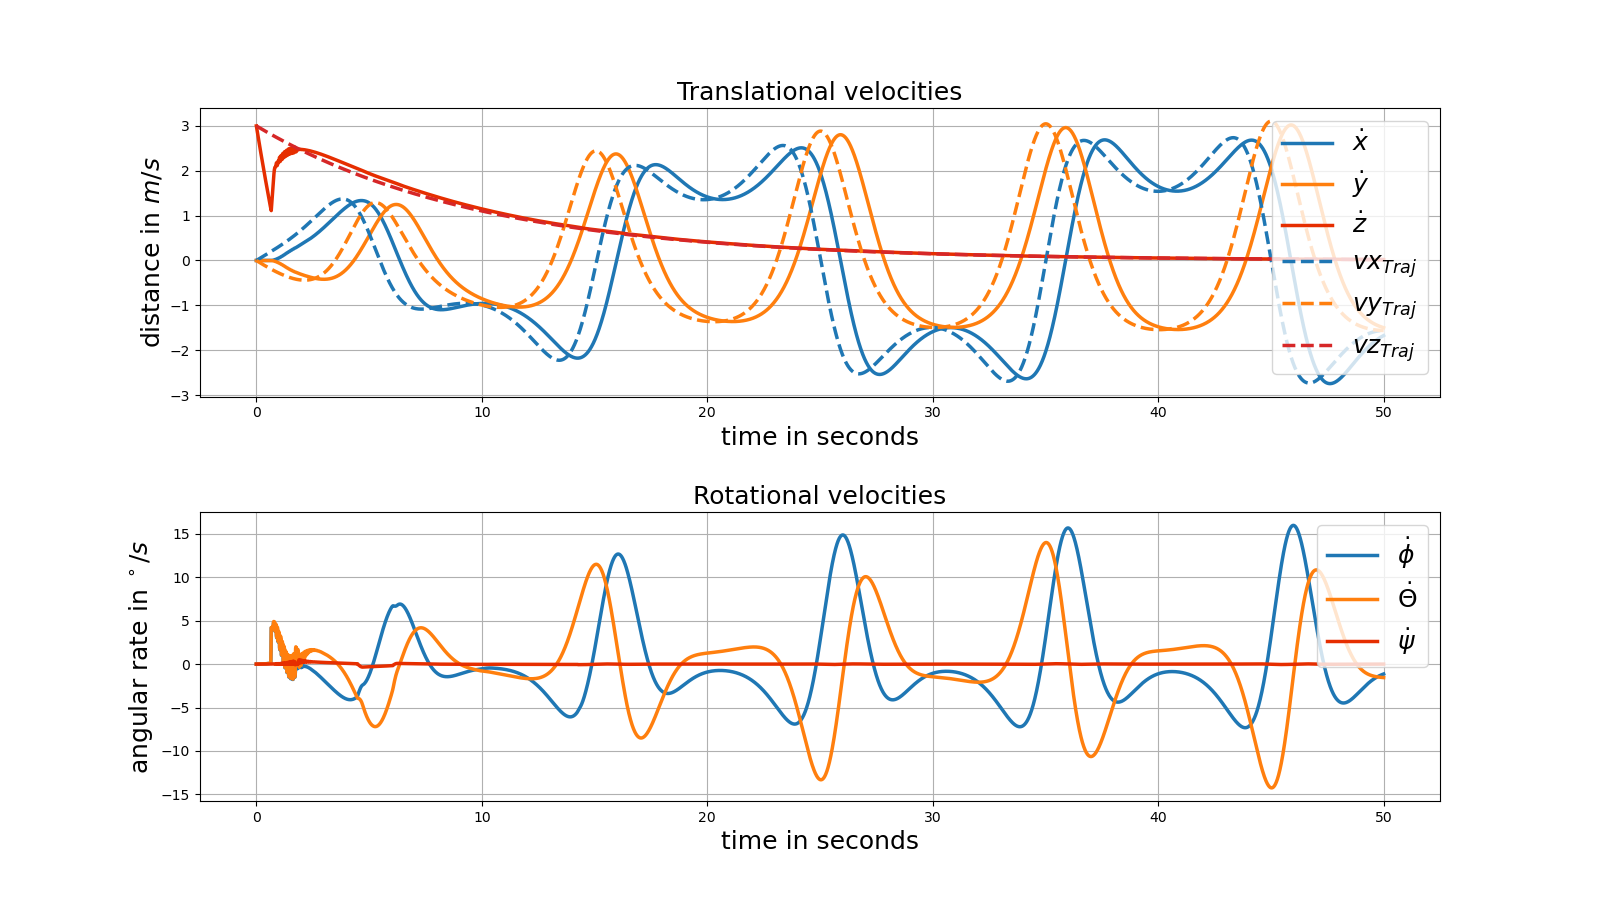 Translational velocities
distance in m/s
3
2
1
0
−1
−2
−3
ẋ
ẏ
ż
vx_Traj
vy_Traj
vz_Traj
0 10 20 30 40 50
time in seconds
Rotational velocities
angular rate in °/s
15
10
5
0
−5
−10
−15
ϕ̇
Θ̇
ψ̇
0 10 20 30 40 50
time in seconds